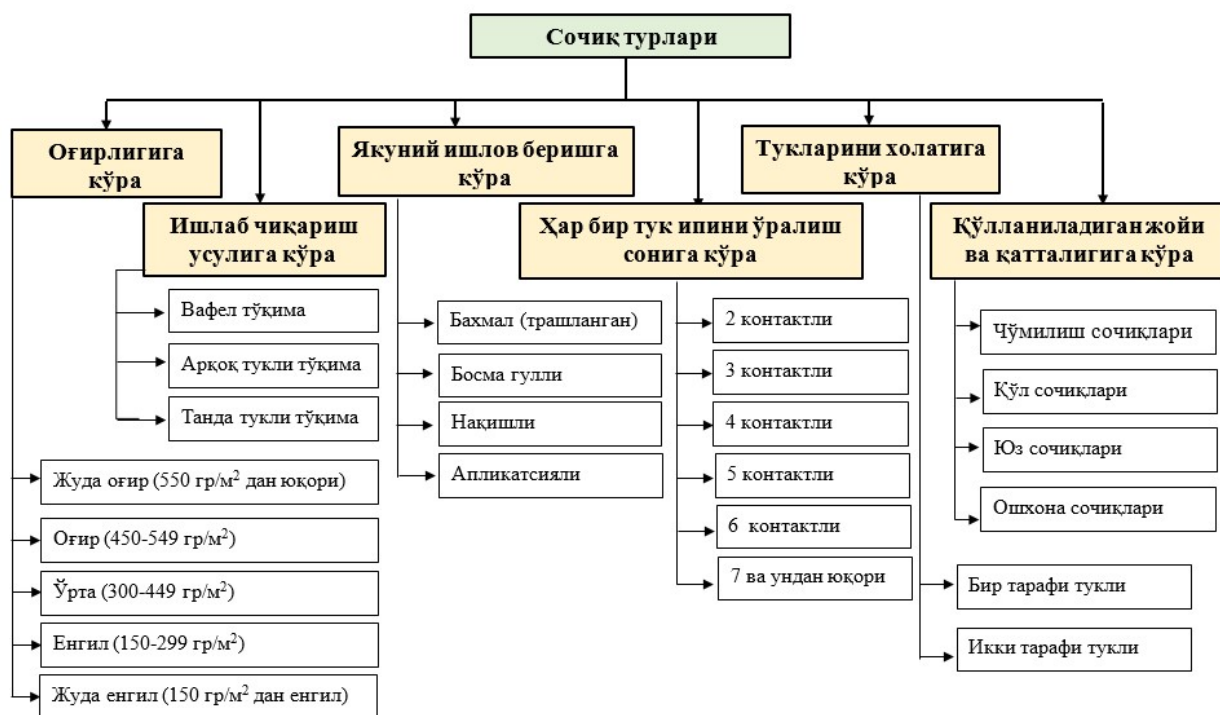 Сочиқ турлари
Оғирлигига
кўра
Жуда оғир (550 гр/м² дан юқори)
Оғир (450-549 гр/м²)
Ўрта (300-449 гр/м²)
Енгил (150-299 гр/м²)
Жуда енгил (150 гр/м² дан енгил)
Ишлаб чиқариш
усулига кўра
Вафел тўқима
Арқоқ тукли тўқима
Танда тукли тўқима
Якуний ишлов беришга
кўра
Бахмал (трашланган)
Босма гулли
Нақишли
Апликатсияли
Ҳар бир тук ипини ўралиш
сонига кўра
2 контактли
3 контактли
4 контактли
5 контактли
6 контактли
7 ва ундан юқори
Тукларини холатига
кўра
Бир тарафи тукли
Икки тарафи тукли
Қўлланиладиган жойи
ва қатталигига кўра
Чўмилиш сочиқлари
Қўл сочиқлари
Юз сочиқлари
Ошхона сочиқлари